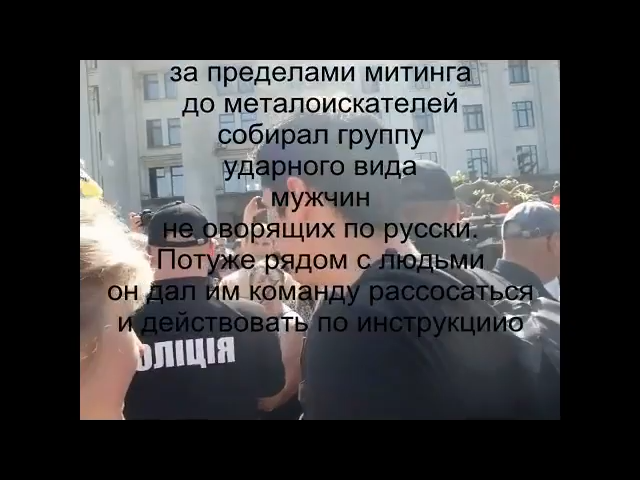 за пределами митинга
до металоискателей
собирал группу
ударного вида
мужчин
не оворящих по русски.
Потуже рядом с людьми
он дал им команду рассосаться
и действовать по инструкциио
ПОЛІЦІЯ